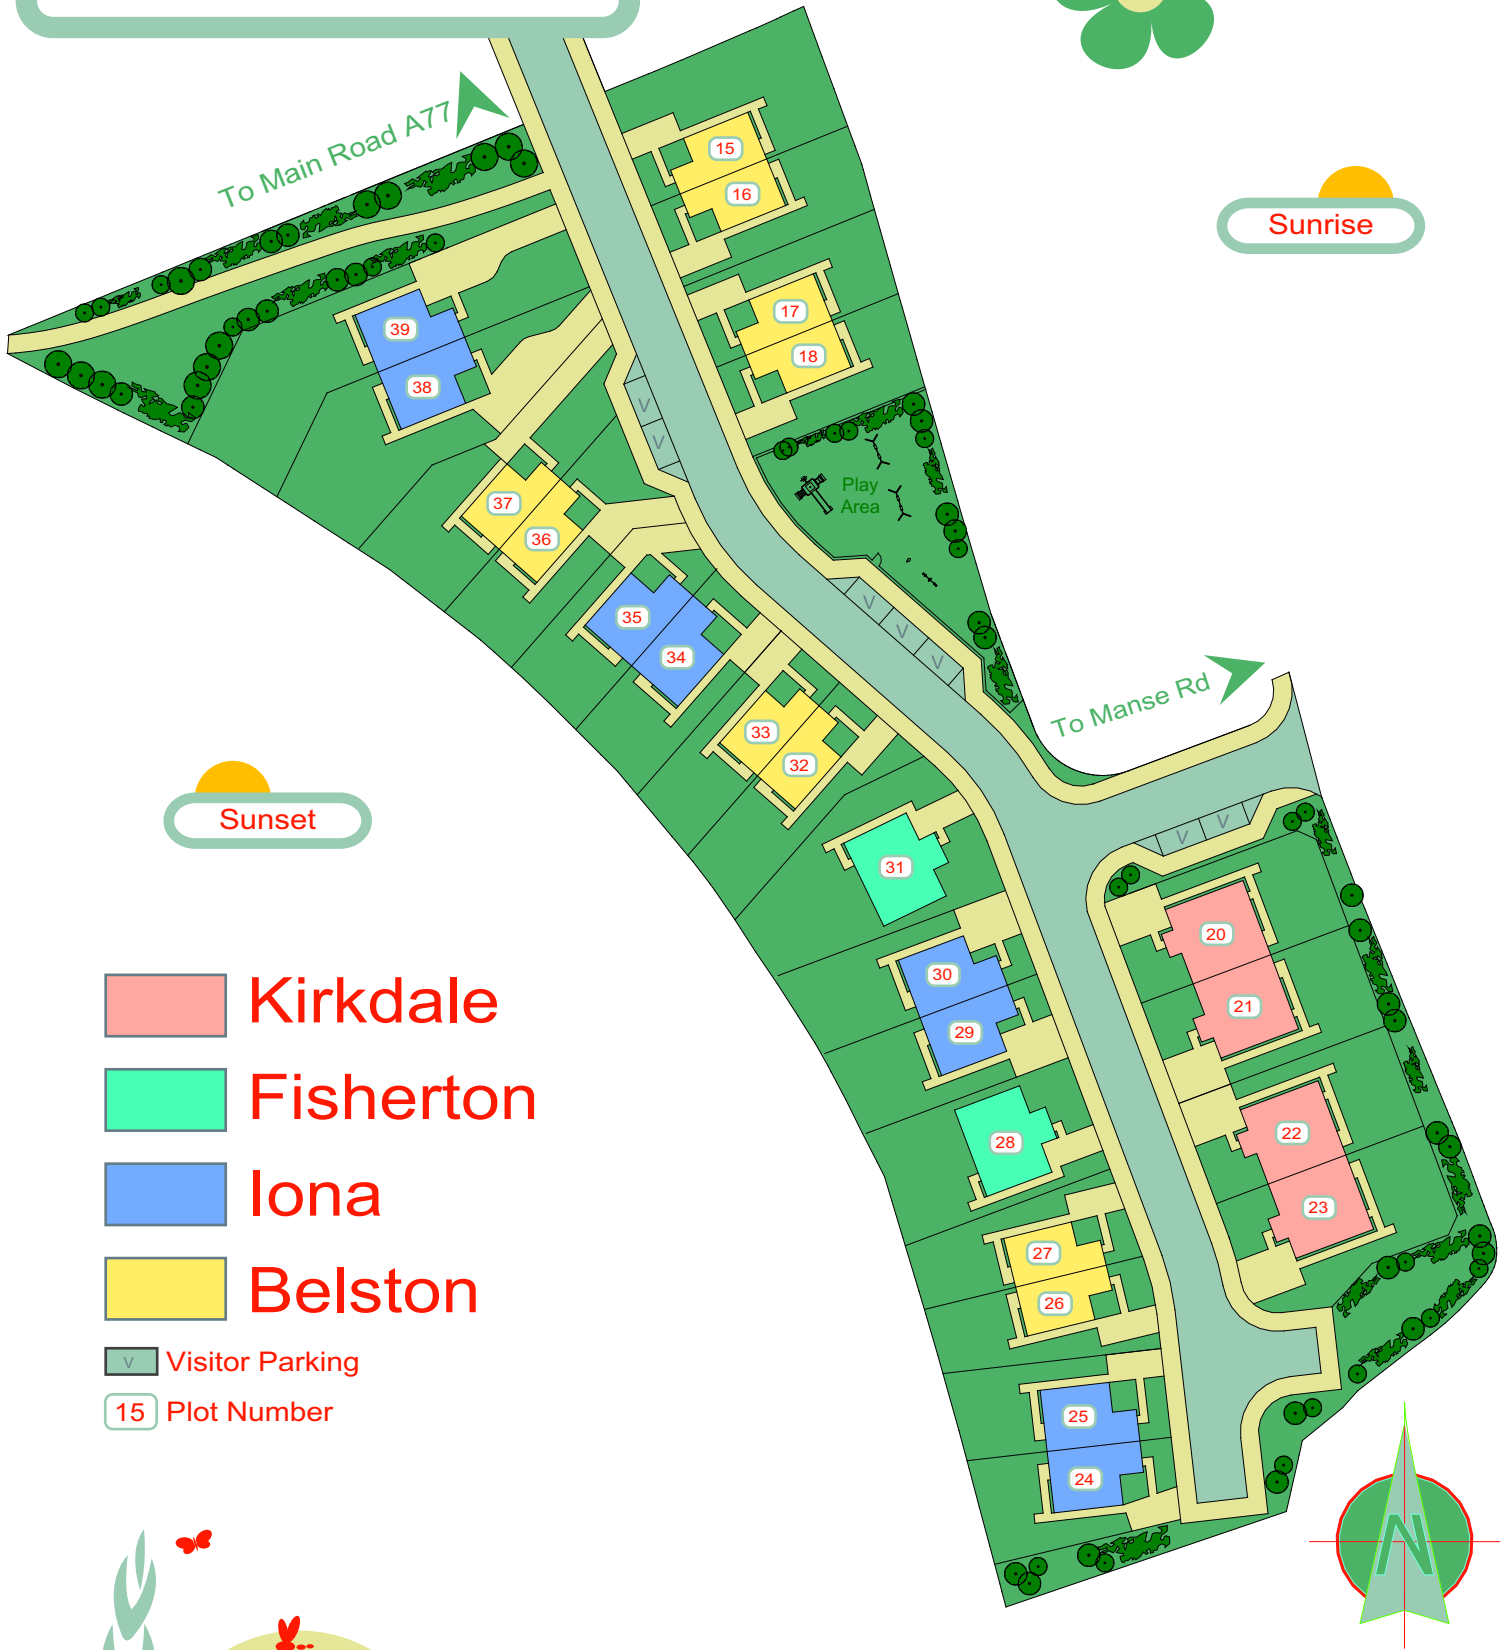 To Main Road A77
15
16
Sunrise
17
18
39
38
V
V
Play
Area
37
36
V
V
V
35
34
To Manse Rd
33
32
Sunset
V
V
31
20
30
21
29
Kirkdale
Fisherton
22
28
Iona
23
27
26
Belston
V Visitor Parking
15 Plot Number
25
24
N